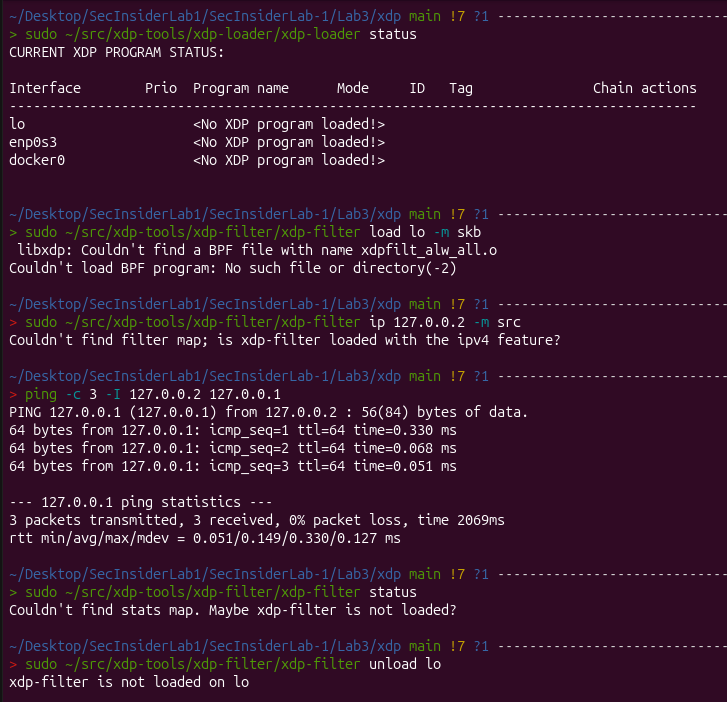 ~/Desktop/SecInsiderLab1/SecInsiderLab-1/Lab3/xdp main !7 ?1 -----------------------------
> sudo ~/src/xdp-tools/xdp-loader/xdp-loader status
CURRENT XDP PROGRAM STATUS:
Interface        Prio  Program name      Mode     ID   Tag               Chain actions
--------------------------------------------------------------------------------------
lo                     <No XDP program loaded!>
enp0s3                 <No XDP program loaded!>
docker0                <No XDP program loaded!>
~/Desktop/SecInsiderLab1/SecInsiderLab-1/Lab3/xdp main !7 ?1 -----------------------------
> sudo ~/src/xdp-tools/xdp-filter/xdp-filter load lo -m skb
 libxdp: Couldn't find a BPF file with name xdpfilt_alw_all.o
Couldn't load BPF program: No such file or directory(-2)
~/Desktop/SecInsiderLab1/SecInsiderLab-1/Lab3/xdp main !7 ?1 -----------------------------
> sudo ~/src/xdp-tools/xdp-filter/xdp-filter ip 127.0.0.2 -m src
Couldn't find filter map; is xdp-filter loaded with the ipv4 feature?
~/Desktop/SecInsiderLab1/SecInsiderLab-1/Lab3/xdp main !7 ?1 -----------------------------
> ping -c 3 -I 127.0.0.2 127.0.0.1
PING 127.0.0.1 (127.0.0.1) from 127.0.0.2 : 56(84) bytes of data.
64 bytes from 127.0.0.1: icmp_seq=1 ttl=64 time=0.330 ms
64 bytes from 127.0.0.1: icmp_seq=2 ttl=64 time=0.068 ms
64 bytes from 127.0.0.1: icmp_seq=3 ttl=64 time=0.051 ms
--- 127.0.0.1 ping statistics ---
3 packets transmitted, 3 received, 0% packet loss, time 2069ms
rtt min/avg/max/mdev = 0.051/0.149/0.330/0.127 ms
~/Desktop/SecInsiderLab1/SecInsiderLab-1/Lab3/xdp main !7 ?1 -----------------------------
> sudo ~/src/xdp-tools/xdp-filter/xdp-filter status
Couldn't find stats map. Maybe xdp-filter is not loaded?
~/Desktop/SecInsiderLab1/SecInsiderLab-1/Lab3/xdp main !7 ?1 -----------------------------
> sudo ~/src/xdp-tools/xdp-filter/xdp-filter unload lo
xdp-filter is not loaded on lo